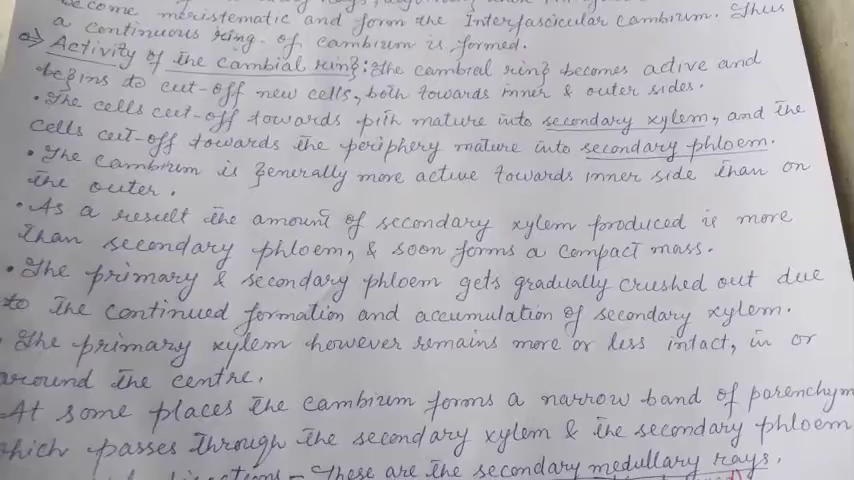 become meristematic and form the Interfascicular cambium. Thus
a continuous ring of cambium is formed.
a) Activity of the cambial ring: The cambial ring becomes active and
begins to cut-off new cells, both towards inner & outer sides.
• The cells cut-off towards pith mature into secondary xylem, and the
cells cut-off towards the periphery mature into secondary phloem.
• The cambium is generally more active towards inner side than on
the outer.
• As a result the amount of secondary xylem produced is more
than secondary phloem, & soon forms a compact mass.
• The primary & secondary phloem gets gradually crushed out due
to the continued formation and accumulation of secondary xylem.
• The primary xylem however remains more or less intact, in or
around the centre.
At some places the cambium forms a narrow band of parenchym
which passes through the secondary xylem & the secondary phloem
– These are the secondary medullary rays.